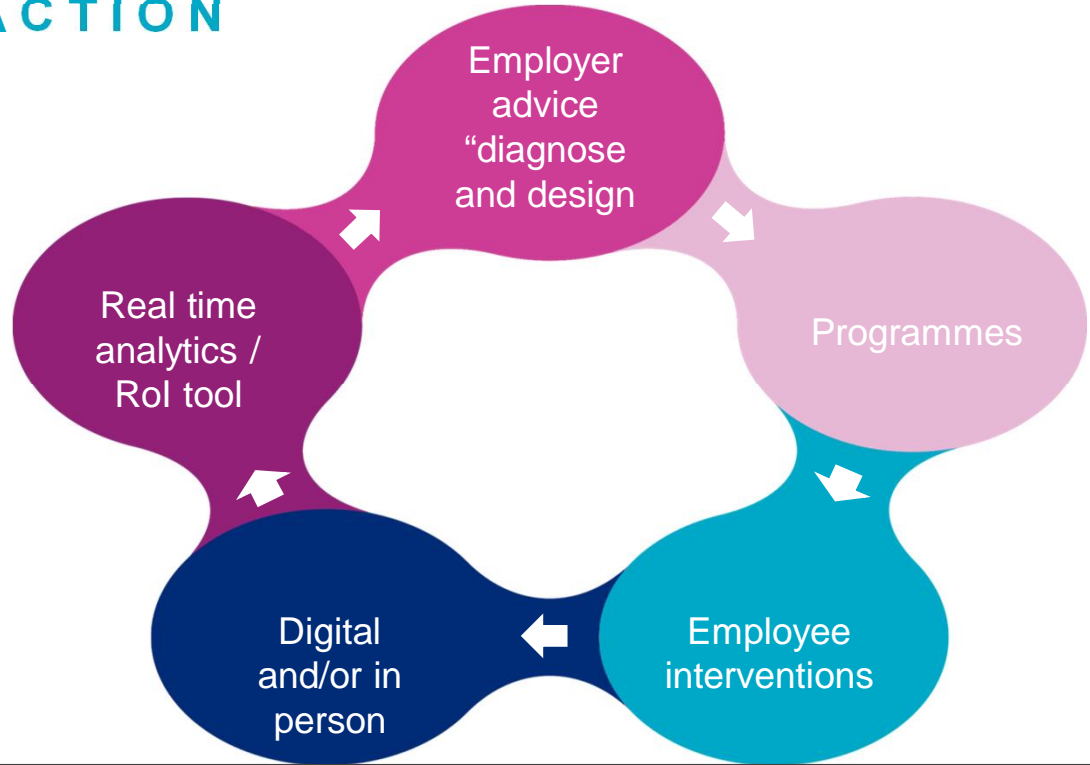 ACTION
Employer
advice
“diagnose
and design
Programmes
Real time
analytics /
RoI tool
Digital
and/or in
person
Employee
interventions